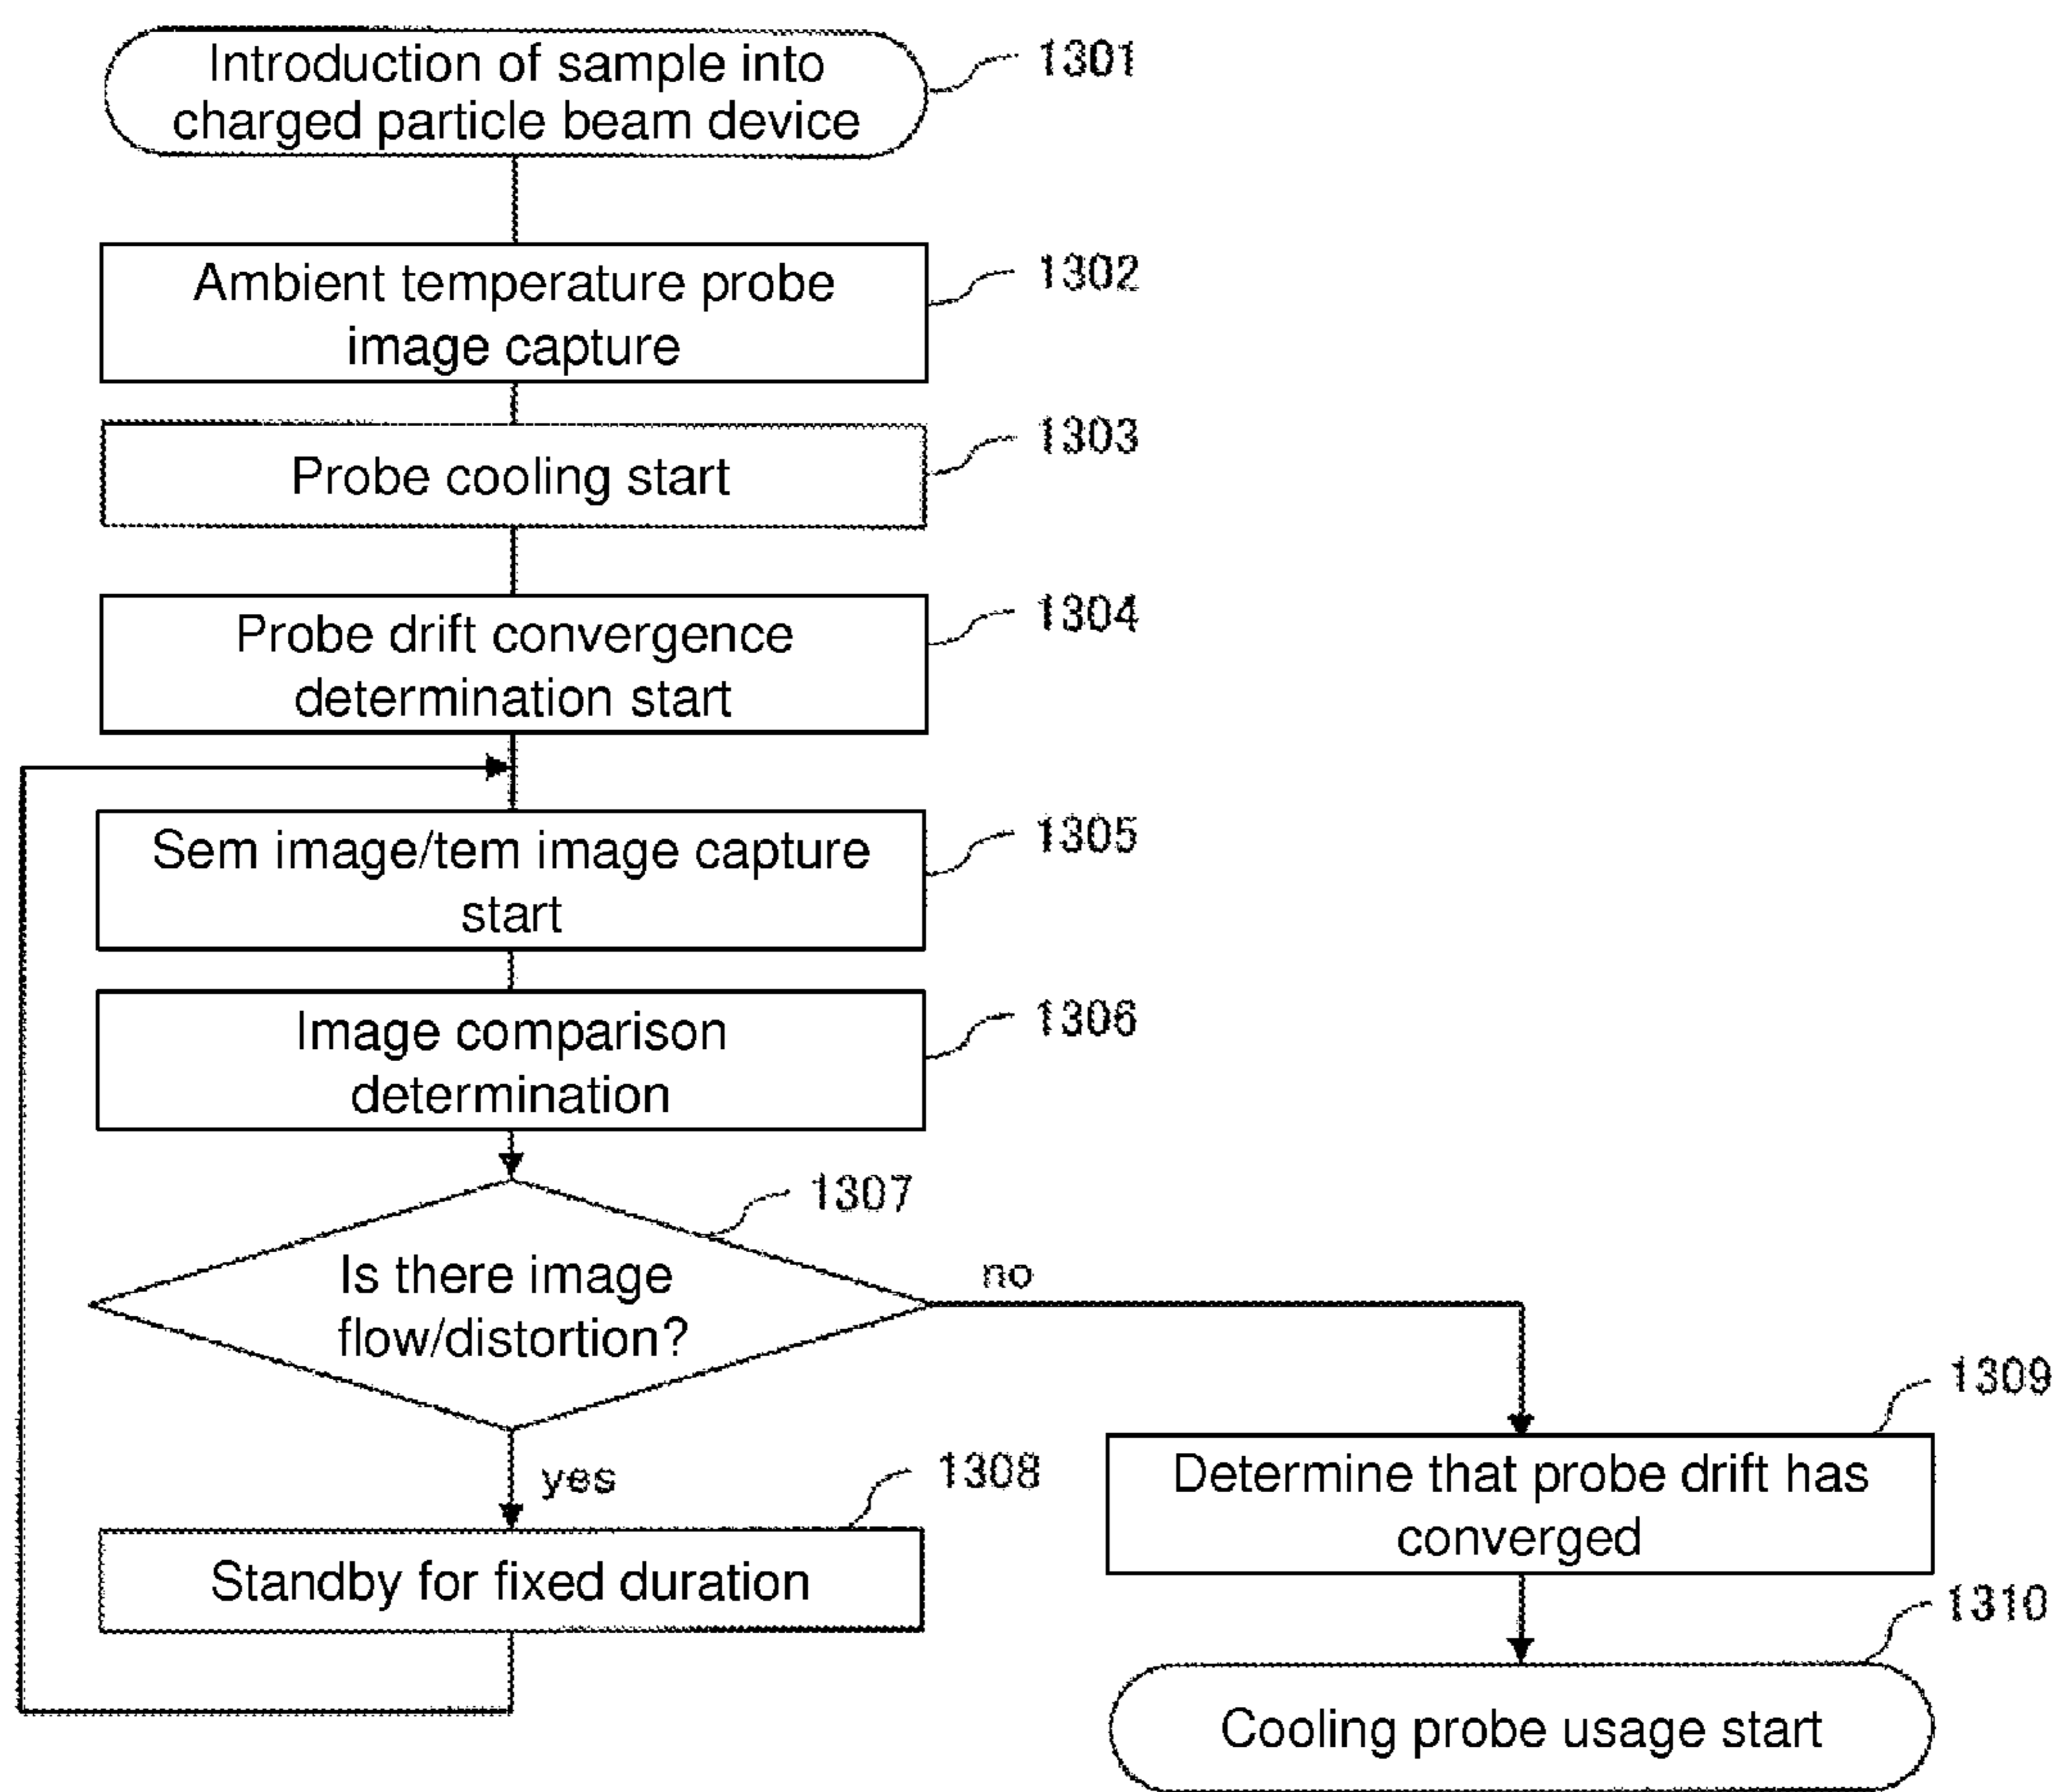 Introduction of sample into
charged particle beam device
1301
Ambient temperature probe
image capture
1302
Probe cooling start
1303
Probe drift convergence
determination start
1304
Sem image/tem image capture
start
1305
Image comparison
determination
1306
Is there image
flow/distortion?
1307
no
yes
Standby for fixed duration
1308
Determine that probe drift has
converged
1309
Cooling probe usage start
1310